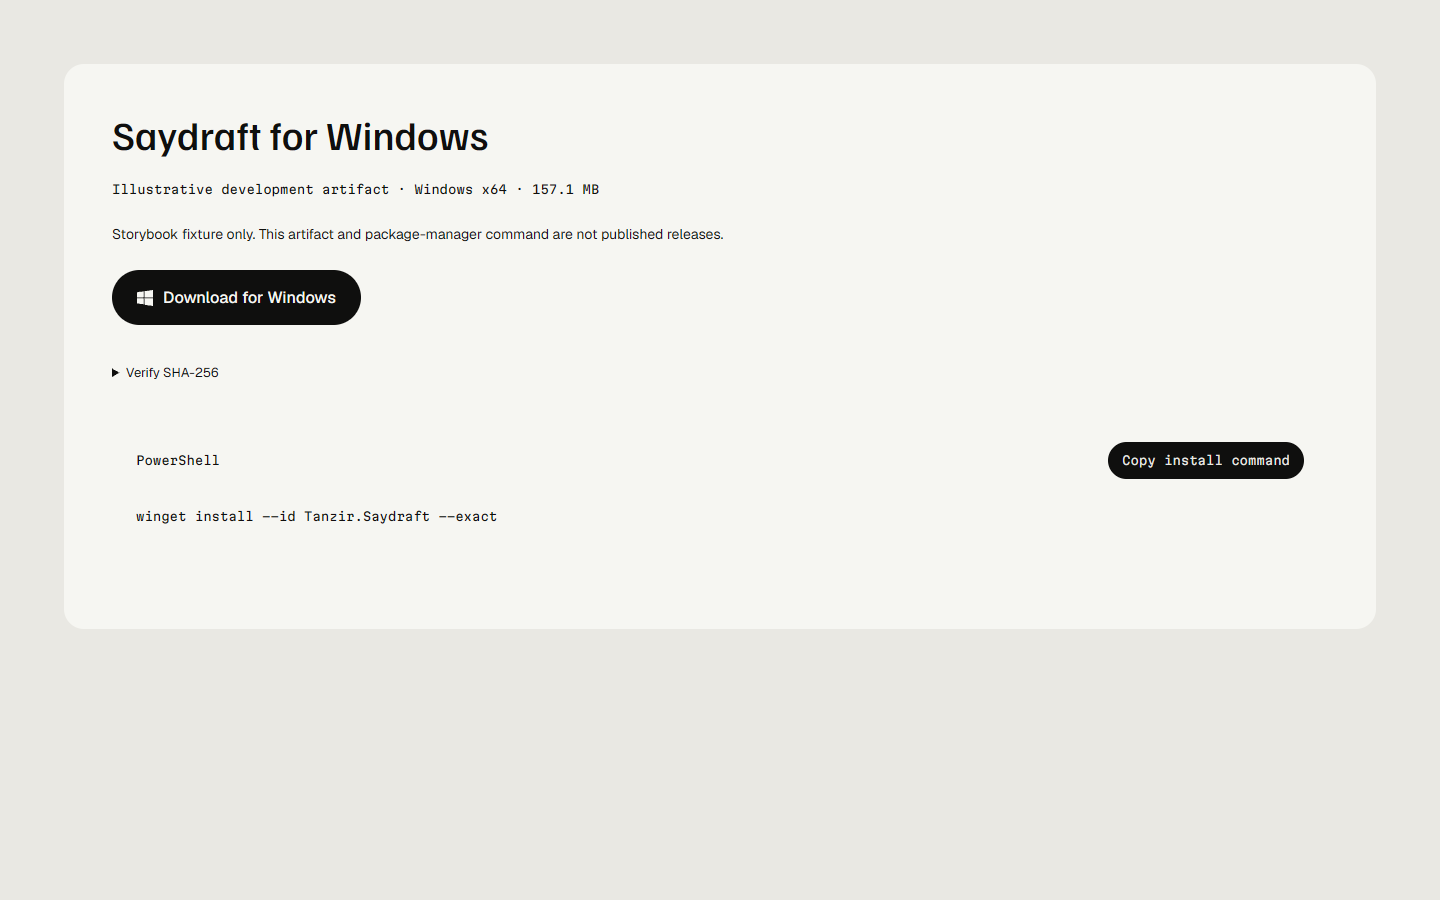 Saydraft for Windows
Illustrative development artifact · Windows x64 · 157.1 MB
Storybook fixture only. This artifact and package-manager command are not published releases.
Download for Windows
Verify SHA-256
PowerShell
Copy install command
winget install --id Tanzir.Saydraft --exact